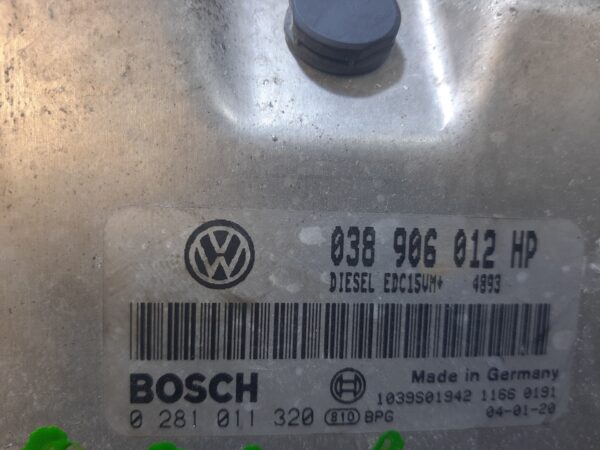 038 906 012 HP
DIESEL EDC15VM+ 4893
BOSCH
Made in Germany
1039S01942 1166 0191
0 281 011 320 810 BPG 04-01-20